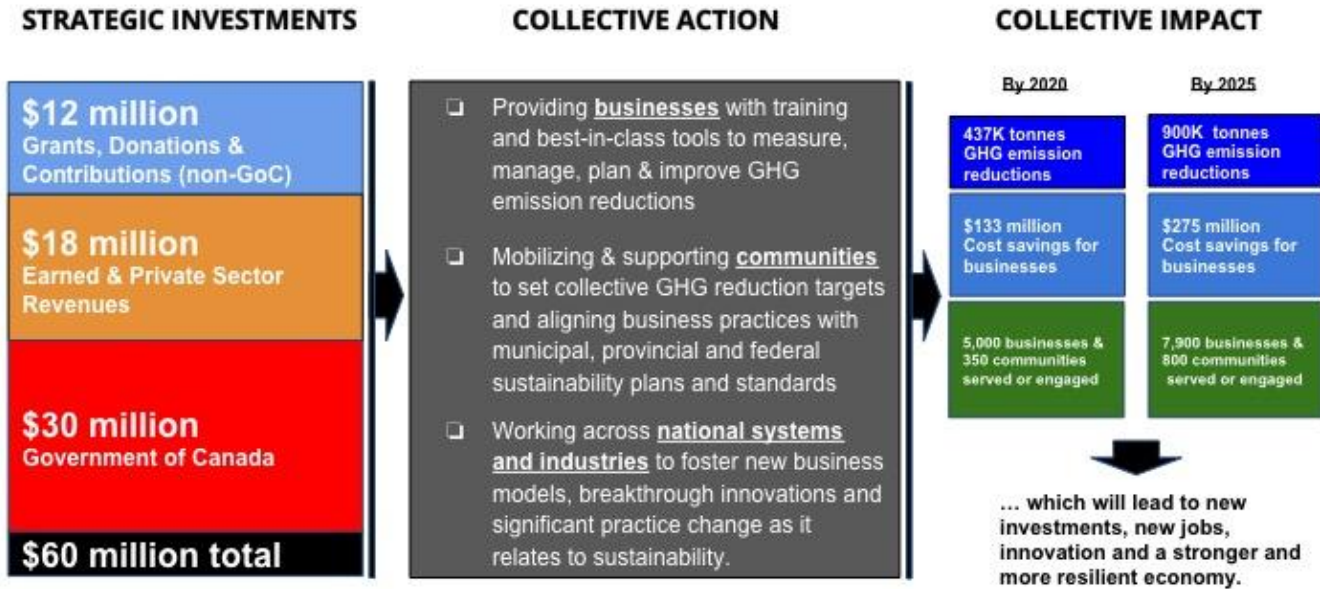 STRATEGIC INVESTMENTS
$12 million
Grants, Donations &
Contributions (non-GoC)
$18 million
Earned & Private Sector
Revenues
$30 million
Government of Canada
$60 million total
COLLECTIVE ACTION
❑ Providing businesses with training
and best-in-class tools to measure,
manage, plan & improve GHG
emission reductions
❑ Mobilizing & supporting communities
to set collective GHG reduction targets
and aligning business practices with
municipal, provincial and federal
sustainability plans and standards
❑ Working across national systems
and industries to foster new business
models, breakthrough innovations and
significant practice change as it
relates to sustainability.
COLLECTIVE IMPACT
By 2020
437K tonnes
GHG emission
reductions
$133 million
Cost savings for
businesses
5,000 businesses &
350 communities
served or engaged
By 2025
900K tonnes
GHG emission
reductions
$275 million
Cost savings for
businesses
7,900 businesses &
800 communities
served or engaged
... which will lead to new
investments, new jobs,
innovation and a stronger and
more resilient economy.